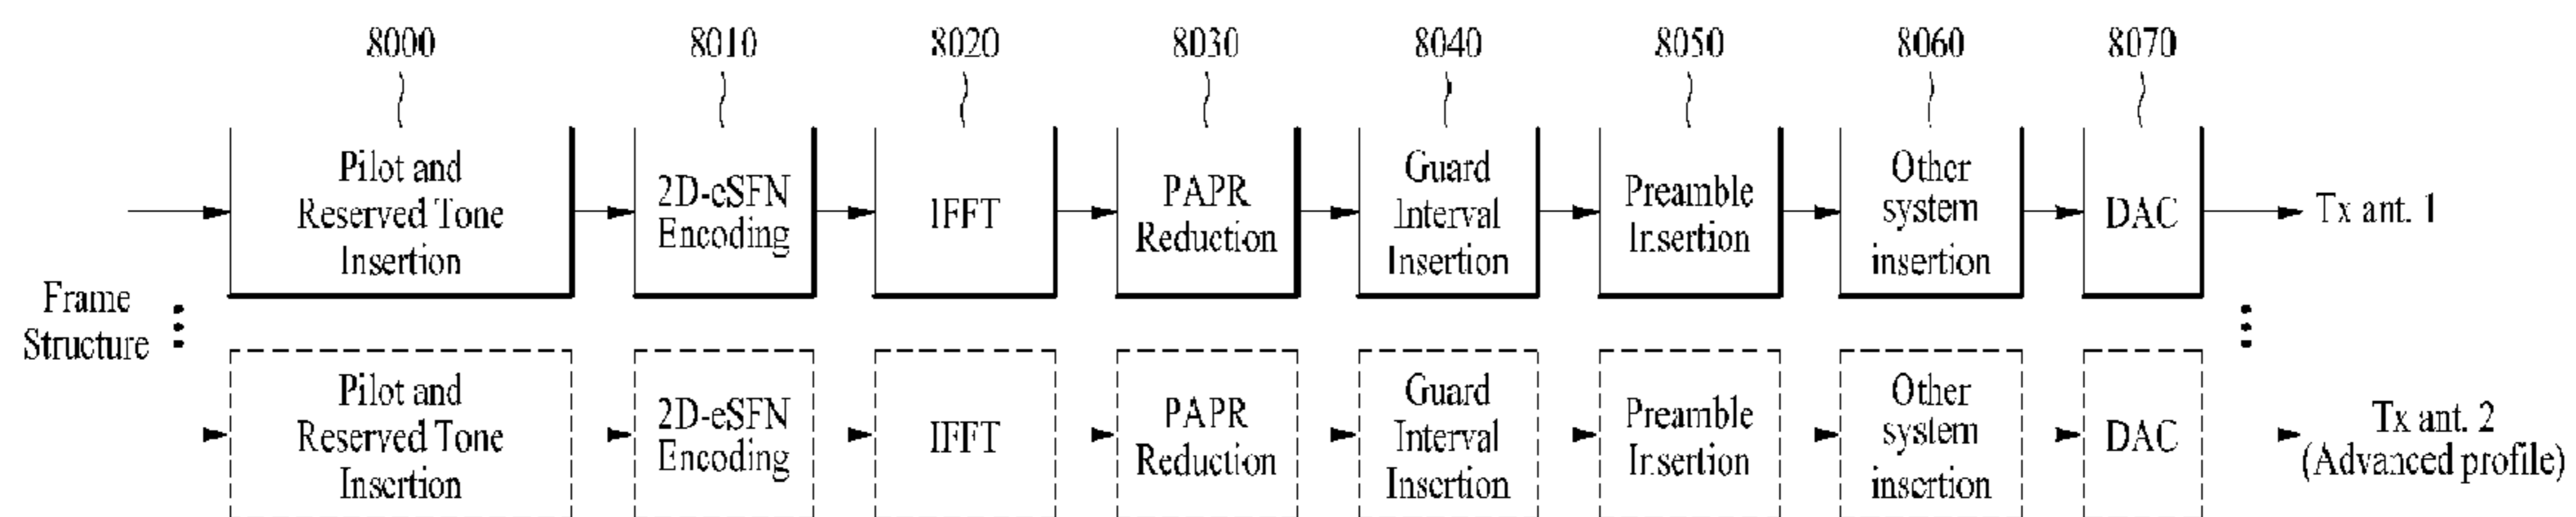 8000
8010
8020
8030
8040
8050
8060
8070
Pilot and
Reserved Tone
Insertion
2D-eSFN
Encoding
IFFT
PAPR
Reduction
Guard
Interval
Insertion
Preamble
Insertion
Other
system
insertion
DAC
Tx ant. 1
Frame
Structure
Pilot and
Reserved Tone
Insertion
2D-eSFN
Encoding
IFFT
PAPR
Reduction
Guard
Interval
Insertion
Preamble
Insertion
Other
system
insertion
DAC
Tx ant. 2
(Advanced profile)